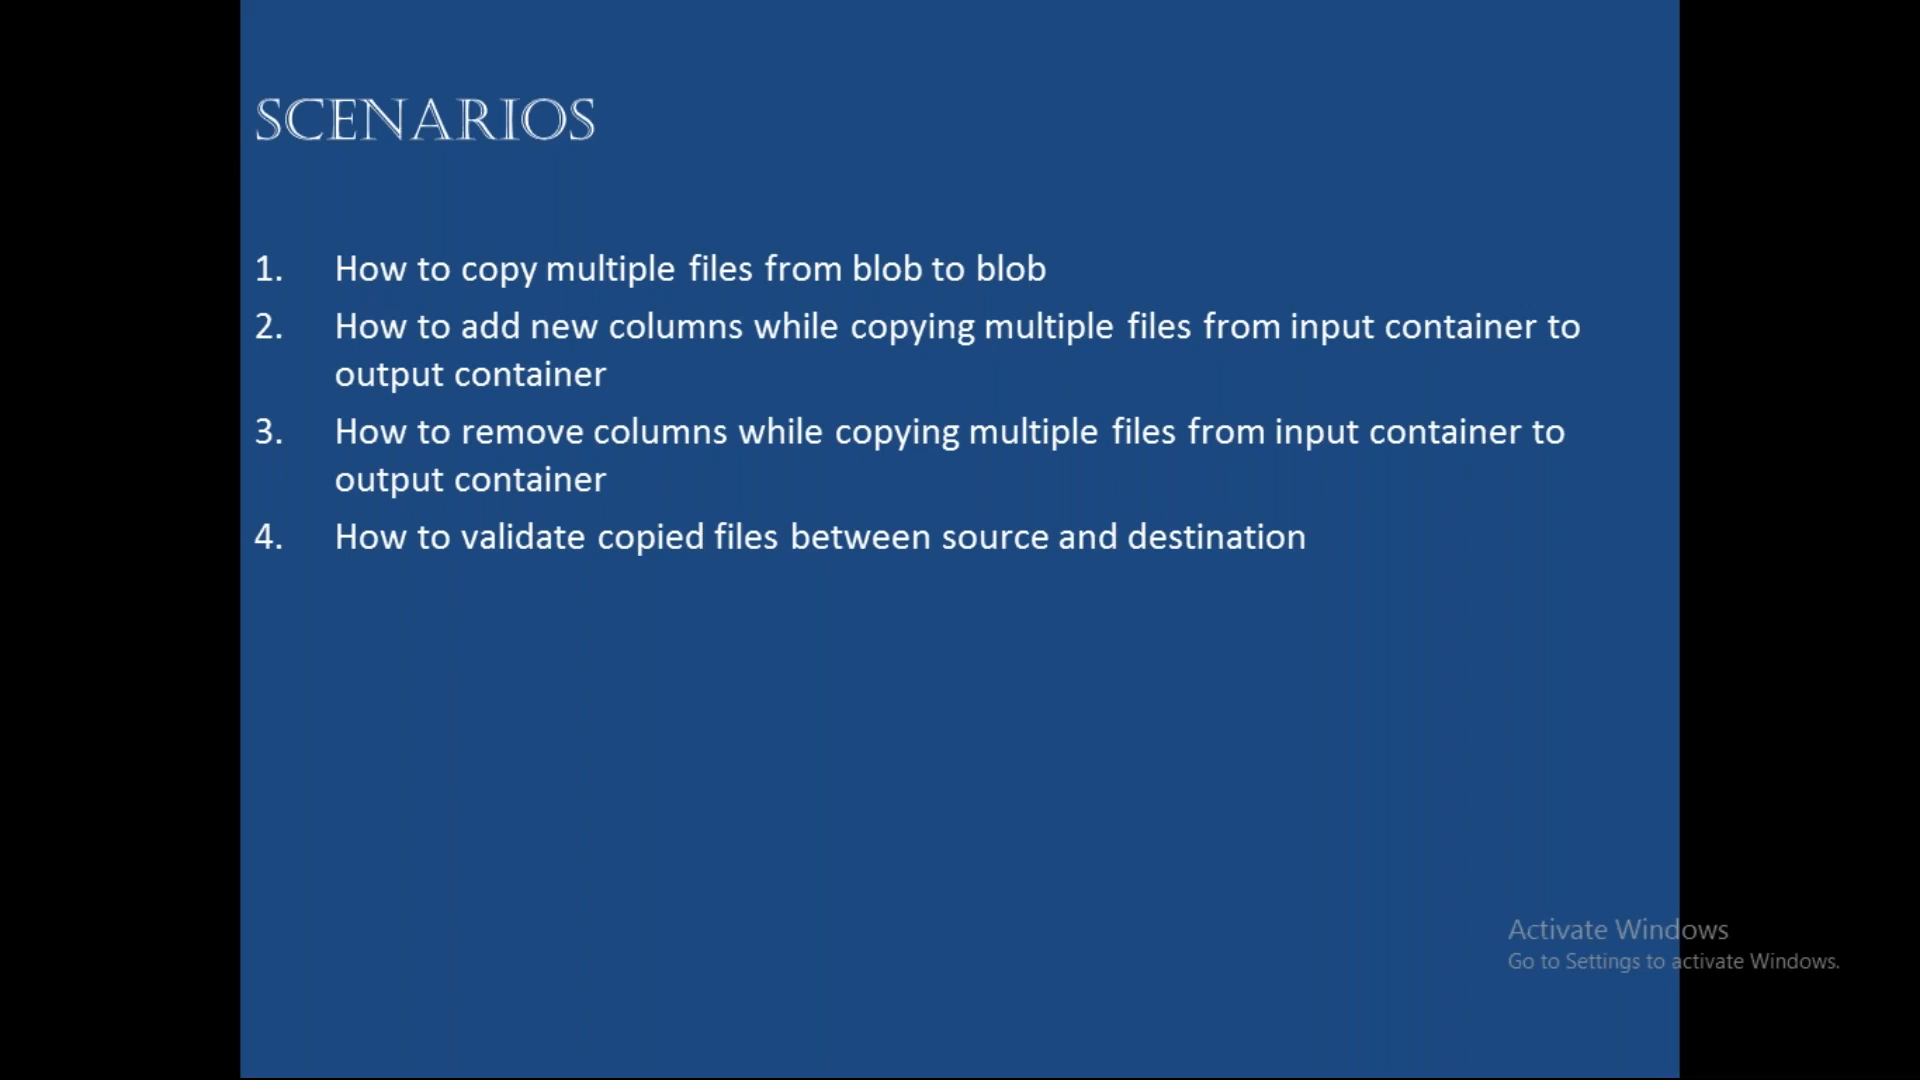 SCENARIOS
1. How to copy multiple files from blob to blob
2. How to add new columns while copying multiple files from input container to
output container
3. How to remove columns while copying multiple files from input container to
output container
4. How to validate copied files between source and destination
Activate Windows
Go to Settings to activate Windows.